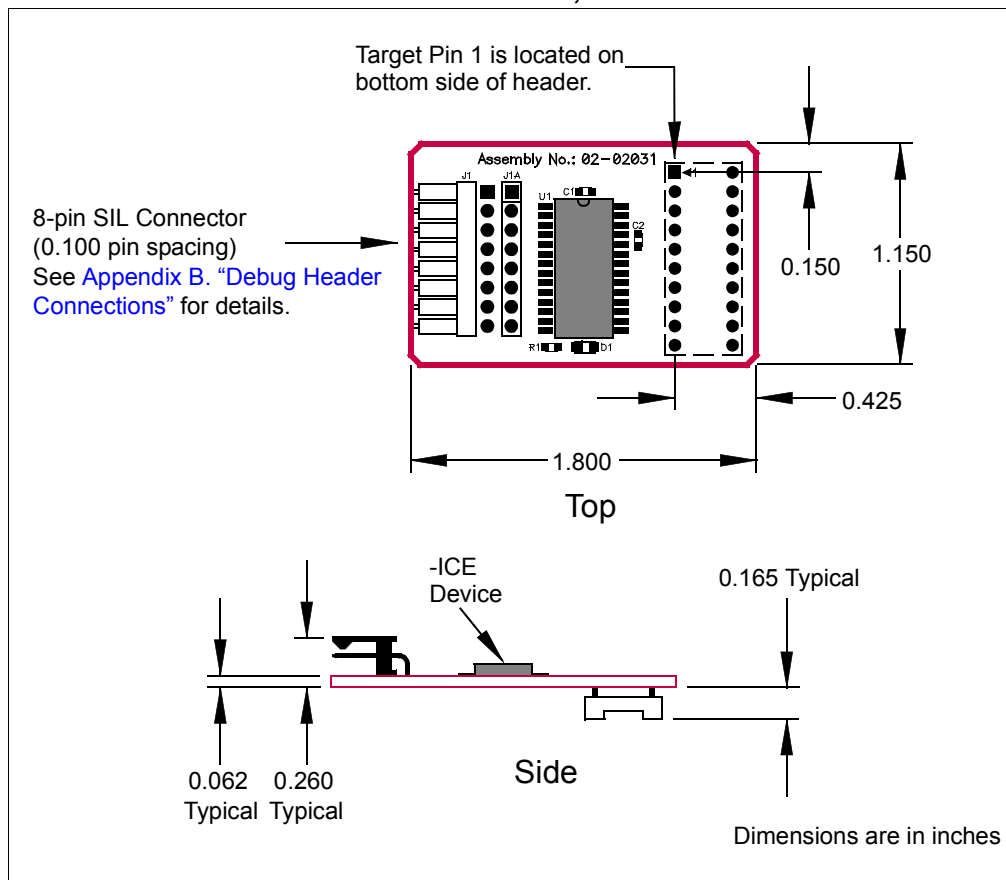 Target Pin 1 is located on
bottom side of header.
Assembly No.: 02-02031
J1
J1A
U1
C1
C2
1
R1
D1
8-pin SIL Connector
(0.100 pin spacing)
See Appendix B. “Debug Header
Connections” for details.
0.150
1.150
0.425
1.800
Top
-ICE
Device
0.165 Typical
0.062
Typical
0.260
Typical
Side
Dimensions are in inches